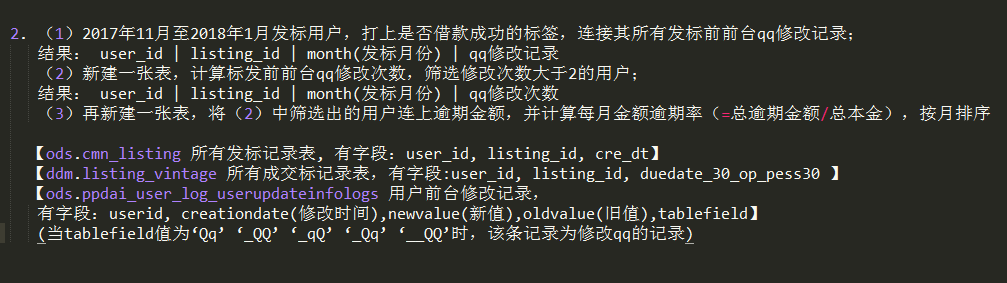 2. （1）2017年11月至2018年1月发标用户，打上是否借款成功的标签，连接其所有发标前前台qq修改记录；
结果： user_id | listing_id | month(发标月份) | qq修改记录
（2）新建一张表，计算标发前前台qq修改次数，筛选修改次数大于2的用户；
结果： user_id | listing_id | month(发标月份) | qq修改次数
（3）再新建一张表，将（2）中筛选出的用户连上逾期金额，并计算每月金额逾期率（=总逾期金额/总本金），按月排序
【ods.cmn_listing 所有发标记录表, 有字段：user_id, listing_id, cre_dt】
【ddm.listing_vintage 所有成交标记录表，有字段:user_id, listing_id, duedate_30_op_pess30 】
【ods.ppdai_user_log_userupdateinfologs 用户前台修改记录，
有字段：userid, creationdate(修改时间),newvalue(新值),oldvalue(旧值),tablefield】
(当tablefield值为‘Qq’ ‘_QQ’ ‘_qQ’ ‘_Qq’ ‘__QQ’时，该条记录为修改qq的记录)